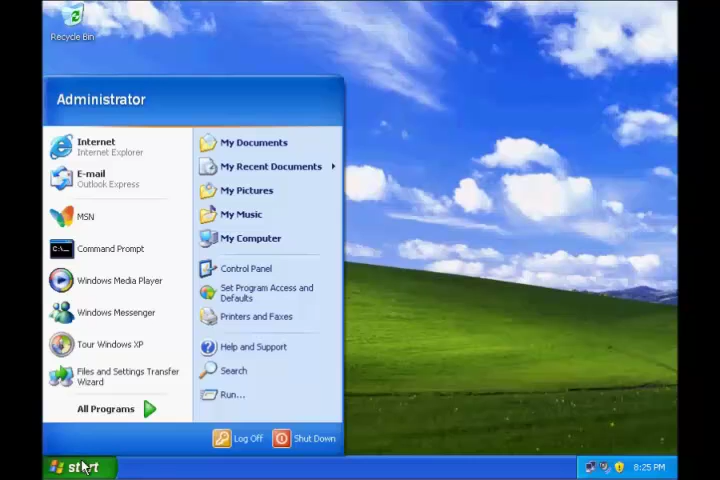 Recycle Bin
Administrator
Internet
Internet Explorer
E-mail
Outlook Express
MSN
C:\_
Command Prompt
Windows Media Player
Windows Messenger
Tour Windows XP
Files and Settings Transfer
Wizard
All Programs
My Documents
My Recent Documents
My Pictures
My Music
My Computer
Control Panel
Set Program Access and
Defaults
Printers and Faxes
Help and Support
Search
Run...
Log Off
Shut Down
start
8:25 PM